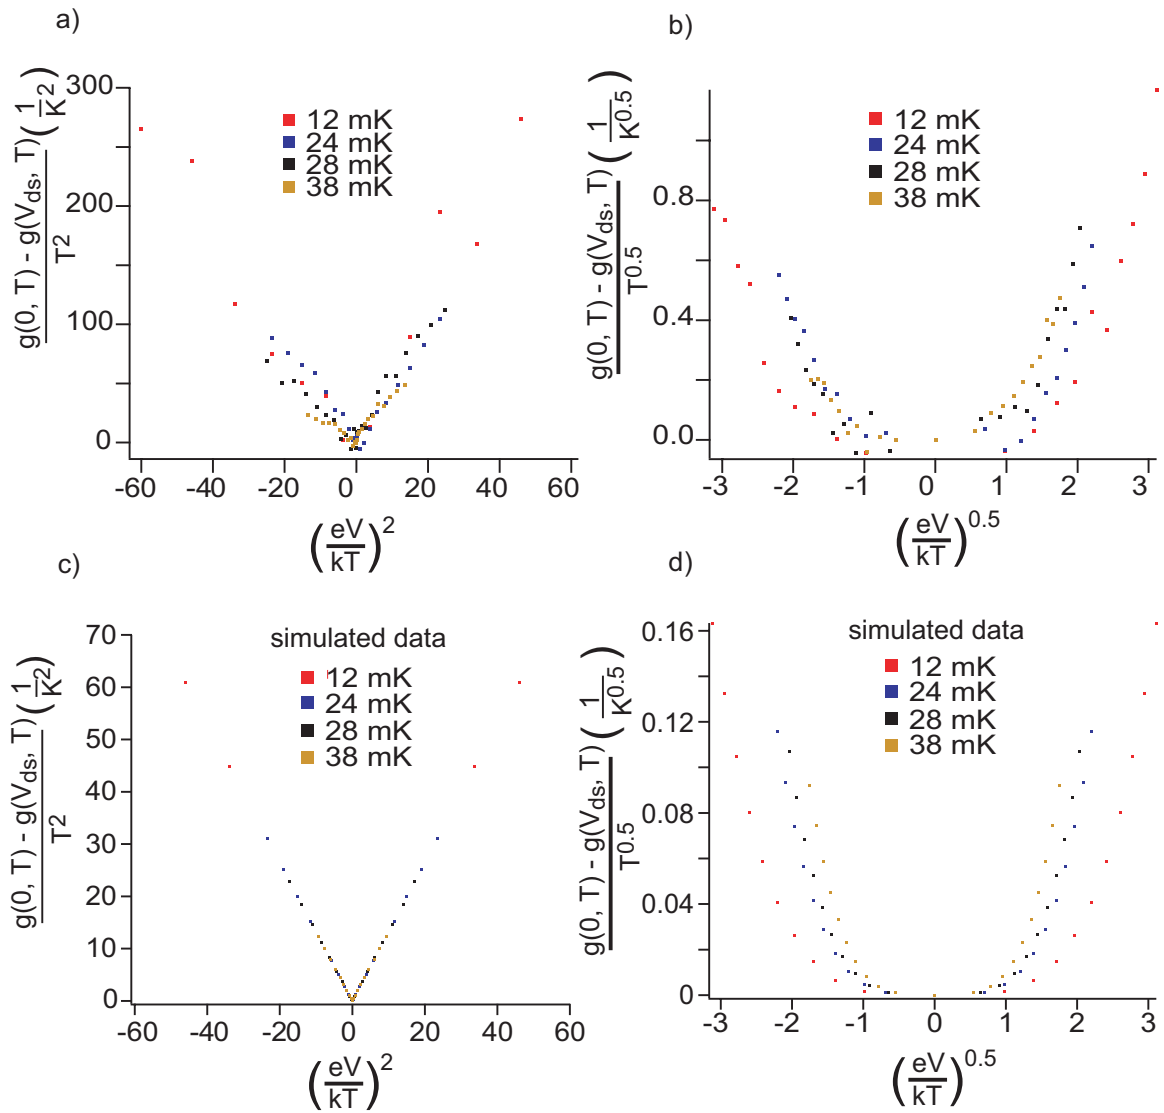 a)
g(0, T) - g(Vds, T)
T2
(1/K2)
300
200
100
0
12 mK
24 mK
28 mK
38 mK
-60 -40 -20 0 20 40 60
(eV/kT)2
b)
g(0, T) - g(Vds, T)
T0.5
(1/K0.5)
0.8
0.4
0.0
12 mK
24 mK
28 mK
38 mK
-3 -2 -1 0 1 2 3
(eV/kT)0.5
c)
g(0, T) - g(Vds, T)
T2
(1/K2)
70
60
50
40
30
20
10
0
simulated data
12 mK
24 mK
28 mK
38 mK
-60 -40 -20 0 20 40 60
(eV/kT)2
d)
g(0, T) - g(Vds, T)
T0.5
(1/K0.5)
0.16
0.12
0.08
0.04
0
simulated data
12 mK
24 mK
28 mK
38 mK
-3 -2 -1 0 1 2 3
(eV/kT)0.5